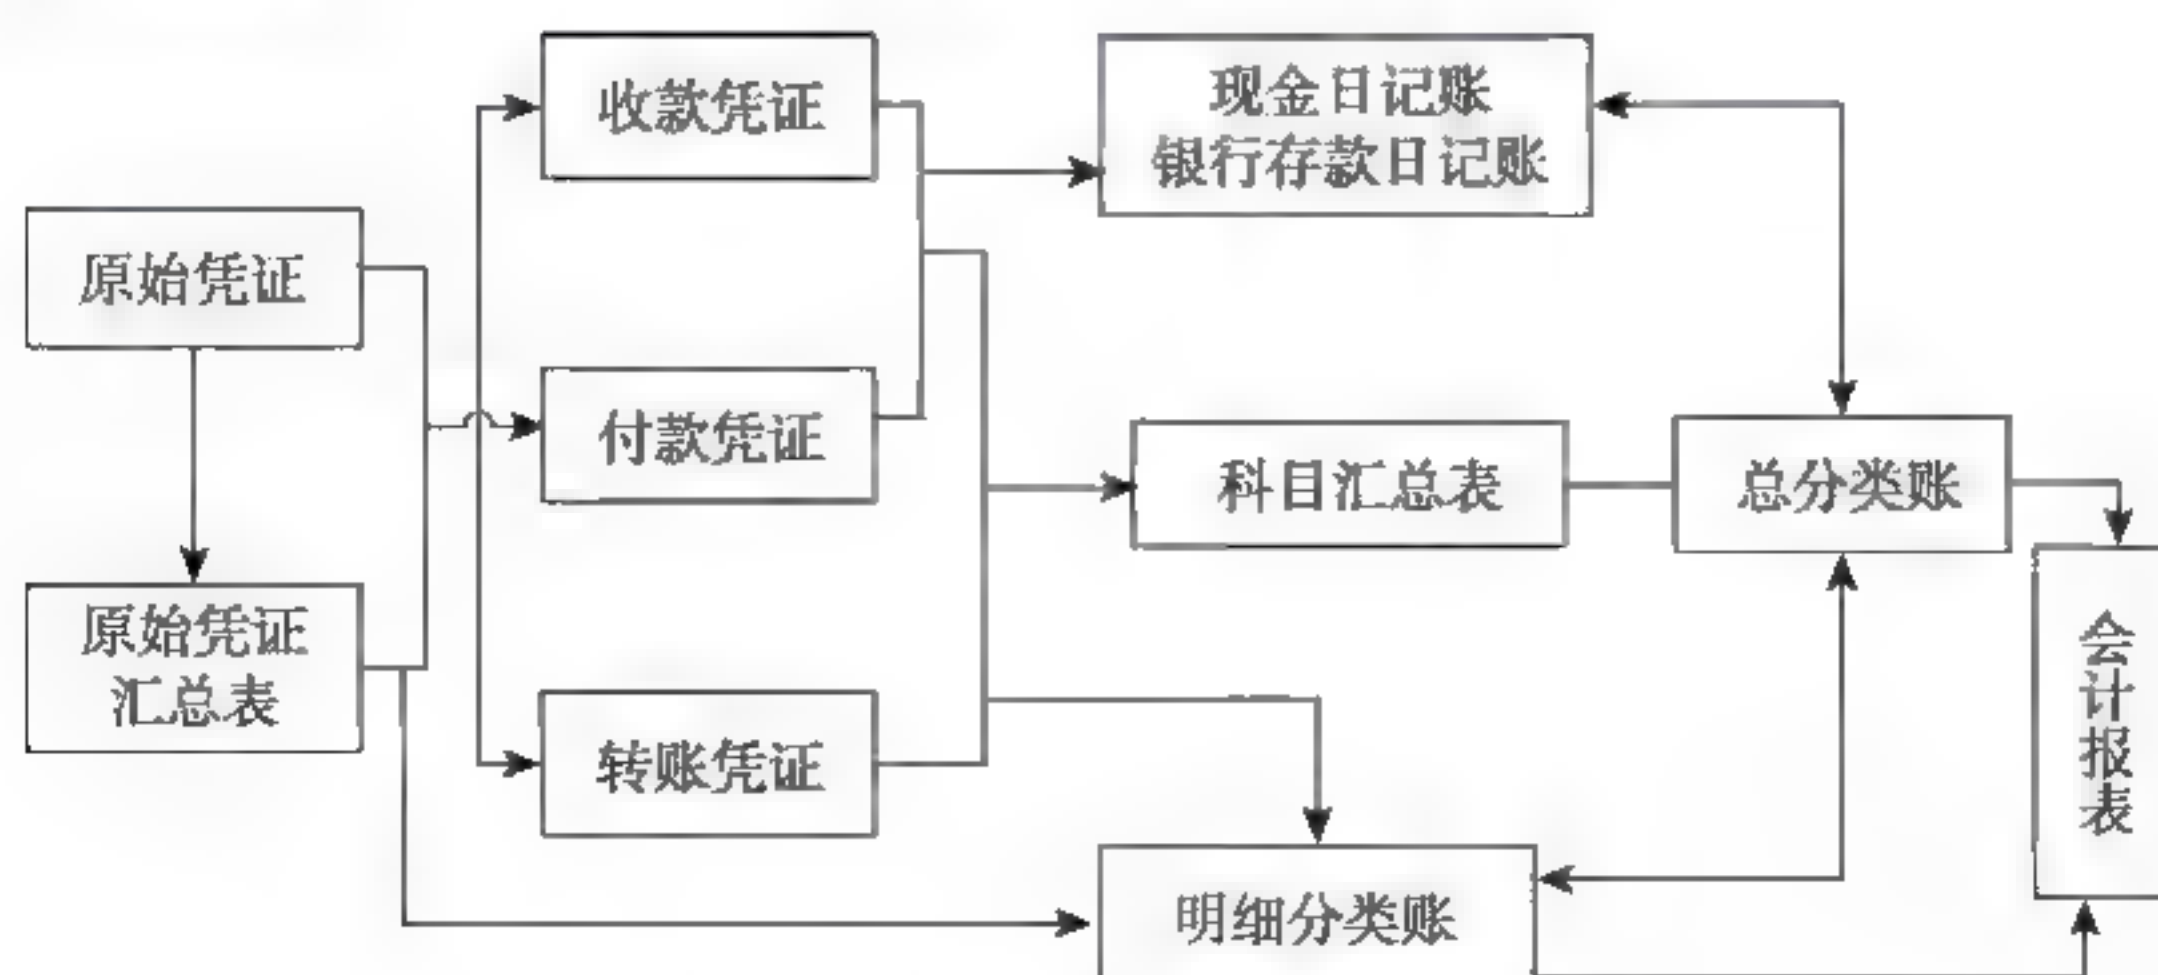 收款凭证
现金日记账
银行存款日记账
原始凭证
付款凭证
科目汇总表
总分类账
原始凭证
汇总表
转账凭证
会计报表
明细分类账